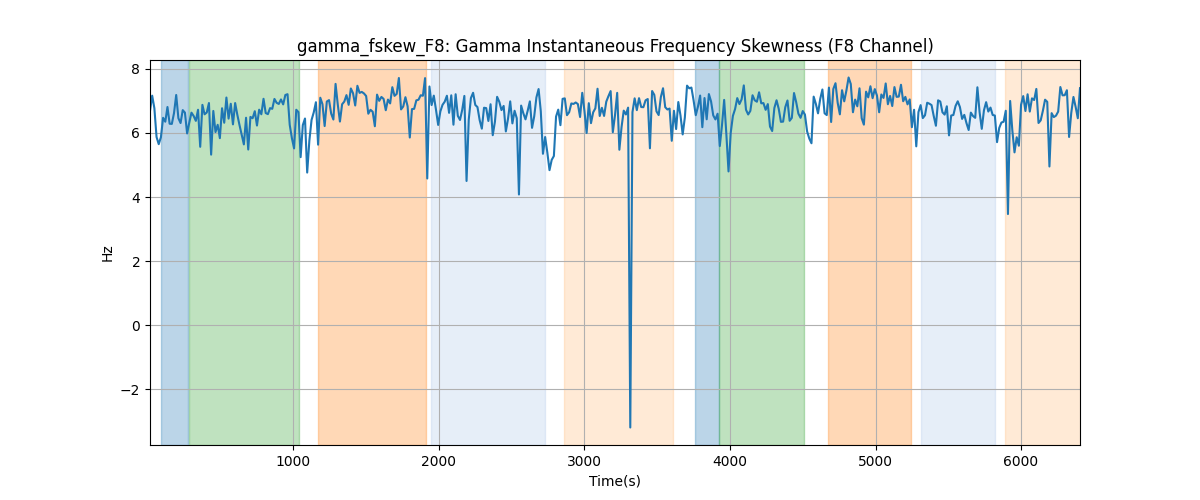 gamma_fskew_F8: Gamma Instantaneous Frequency Skewness (F8 Channel)
8
6
4
2
0
−2
Hz
1000 2000 3000 4000 5000 6000
Time(s)